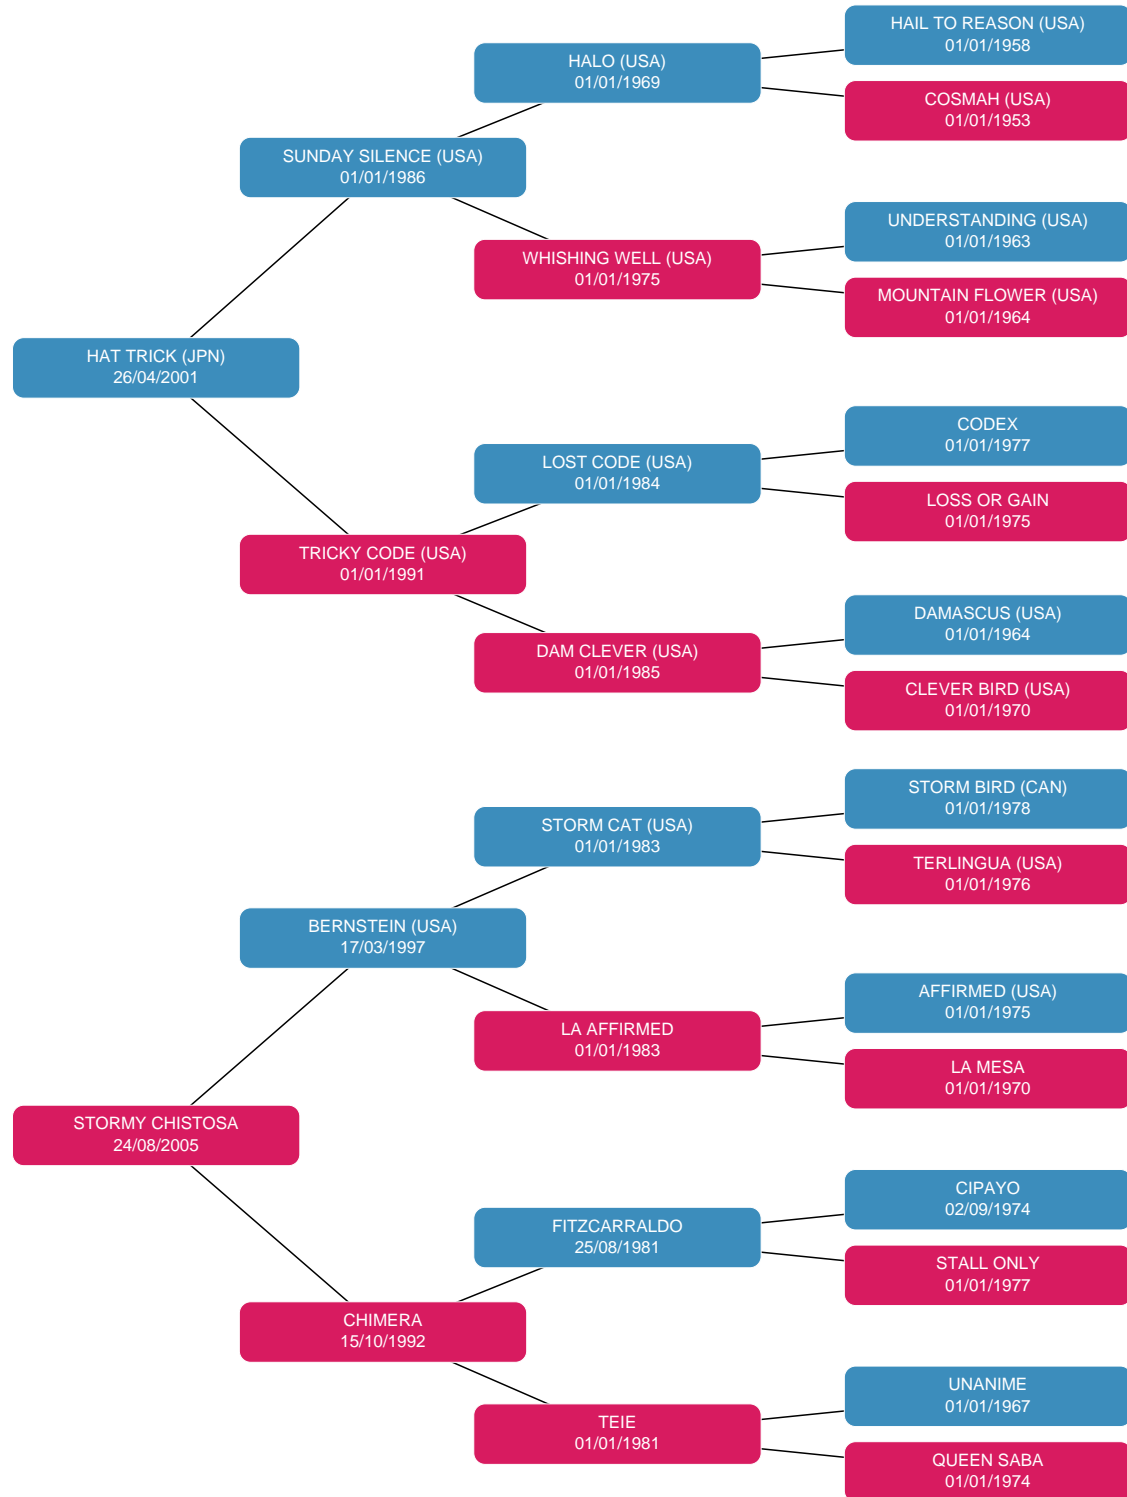 HAIL TO REASON (USA)
01/01/1958
HALO (USA)
01/01/1969
COSMAH (USA)
01/01/1953
SUNDAY SILENCE (USA)
01/01/1986
UNDERSTANDING (USA)
01/01/1963
WHISHING WELL (USA)
01/01/1975
MOUNTAIN FLOWER (USA)
01/01/1964
HAT TRICK (JPN)
26/04/2001
CODEX
01/01/1977
LOST CODE (USA)
01/01/1984
LOSS OR GAIN
01/01/1975
TRICKY CODE (USA)
01/01/1991
DAMASCUS (USA)
01/01/1964
DAM CLEVER (USA)
01/01/1985
CLEVER BIRD (USA)
01/01/1970
STORM BIRD (CAN)
01/01/1978
STORM CAT (USA)
01/01/1983
TERLINGUA (USA)
01/01/1976
BERNSTEIN (USA)
17/03/1997
AFFIRMED (USA)
01/01/1975
LA AFFIRMED
01/01/1983
LA MESA
01/01/1970
STORMY CHISTOSA
24/08/2005
CIPAYO
02/09/1974
FITZCARRALDO
25/08/1981
STALL ONLY
01/01/1977
CHIMERA
15/10/1992
UNANIME
01/01/1967
TEIE
01/01/1981
QUEEN SABA
01/01/1974